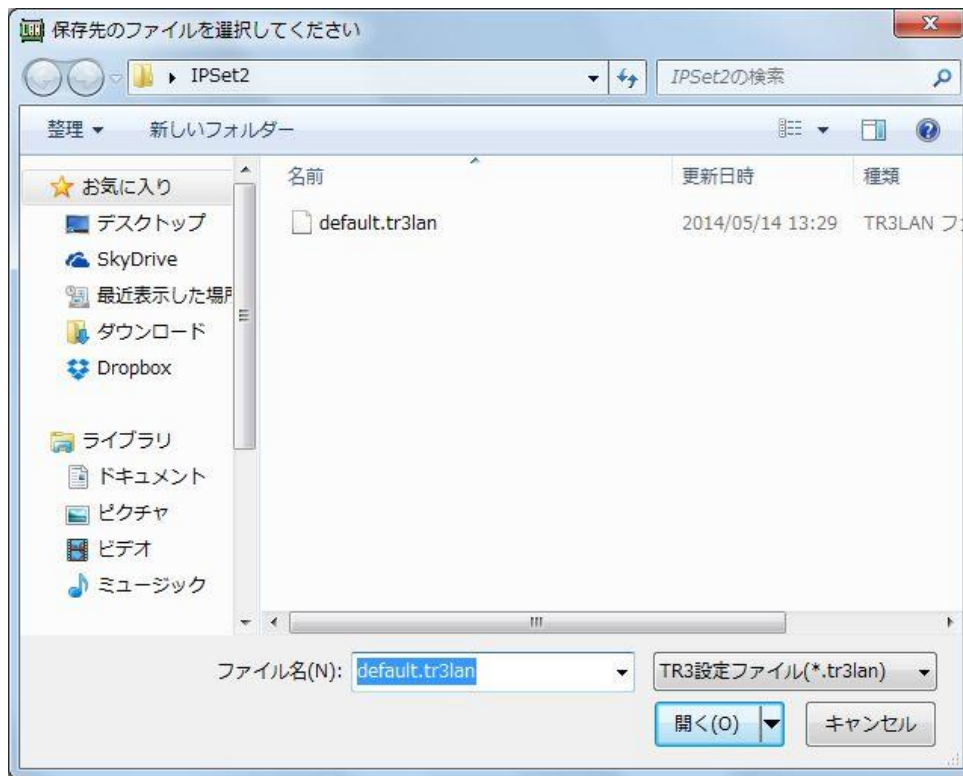 保存先のファイルを選択してください
IPSet2
IPSet2の検索
整理
新しいフォルダー
お気に入り
デスクトップ
SkyDrive
最近表示した場所
ダウンロード
Dropbox
ライブラリ
ドキュメント
ピクチャ
ビデオ
ミュージック
名前 更新日時 種類
default.tr3lan 2014/05/14 13:29 TR3LAN フ
ファイル名(N): default.tr3lan TR3設定ファイル(*.tr3lan)
開く(O) キャンセル